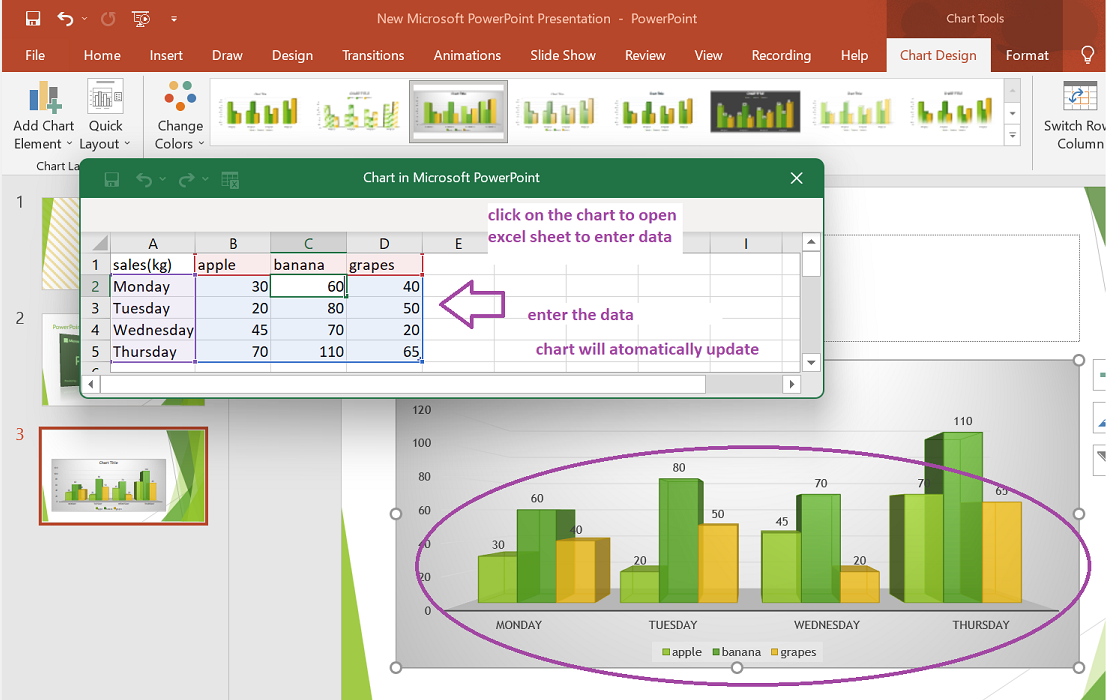 New Microsoft PowerPoint Presentation - PowerPoint
Chart Tools
File Home Insert Draw Design Transitions Animations Slide Show Review View Recording Help Chart Design Format
Add Chart
Element
Quick
Layout
Change
Colors
Switch Row
Column
Chart La
Chart in Microsoft PowerPoint
click on the chart to open
excel sheet to enter data
A B C D E I
1 sales(kg) apple banana grapes
2 Monday 30 60 40
3 Tuesday 20 80 50
4 Wednesday 45 70 20
5 Thursday 70 110 65
enter the data
chart will atomatically update
1
2
3
Chart Title
120
100
80
60
40
20
0
30 60 40
20 80 50
45 70 20
70 110 65
MONDAY TUESDAY WEDNESDAY THURSDAY
apple banana grapes